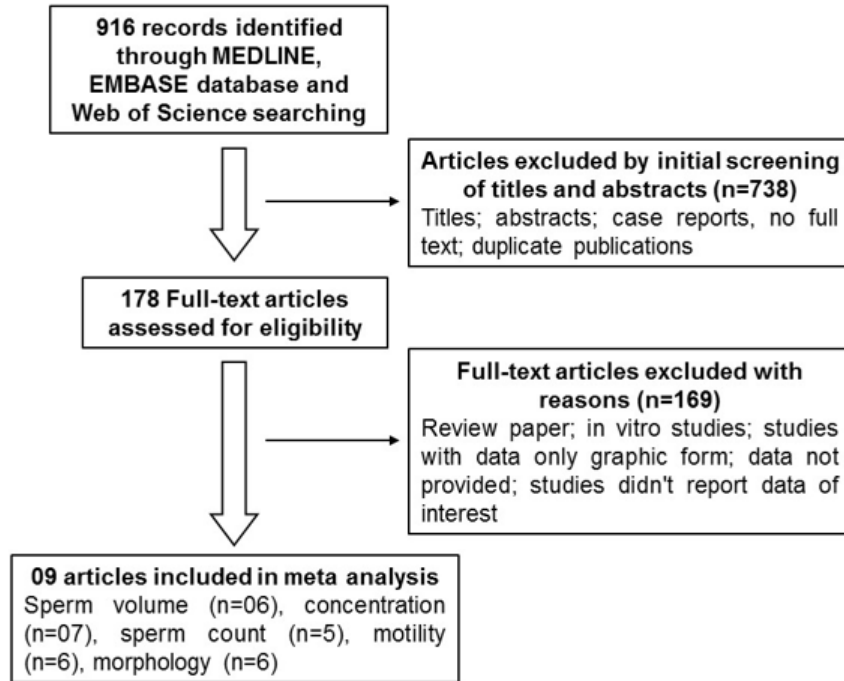 916 records identified
through MEDLINE,
EMBASE database and
Web of Science searching
Articles excluded by initial screening
of titles and abstracts (n=738)
Titles; abstracts; case reports, no full
text; duplicate publications
178 Full-text articles
assessed for eligibility
Full-text articles excluded with
reasons (n=169)
Review paper; in vitro studies; studies
with data only graphic form; data not
provided; studies didn't report data of
interest
09 articles included in meta analysis
Sperm volume (n=06), concentration
(n=07), sperm count (n=5), motility
(n=6), morphology (n=6)